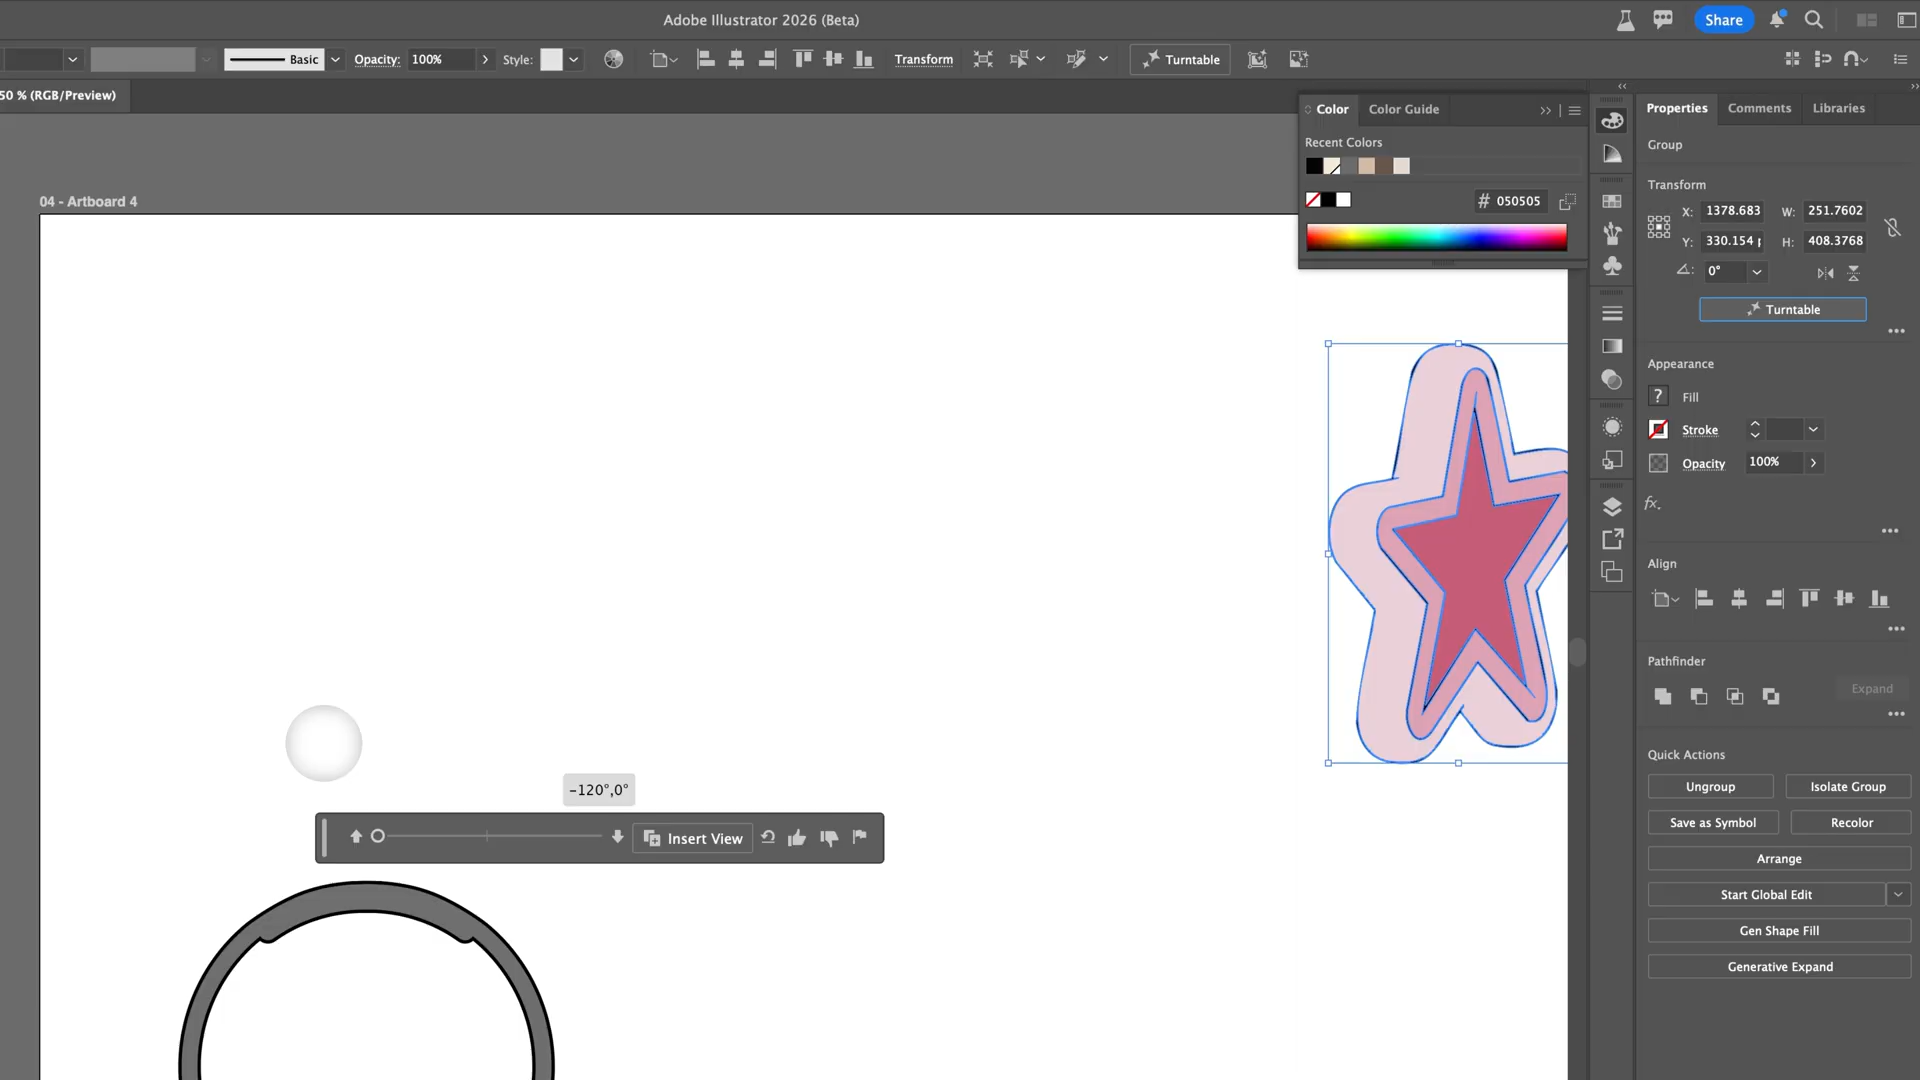 Adobe Illustrator 2026 (Beta)
Share
Basic
Opacity:
100%
Style:
Transform
Turntable
50 % (RGB/Preview)
Color
Color Guide
Recent Colors
# 050505
04 - Artboard 4
-120°,0°
Insert View
Properties
Comments
Libraries
Group
Transform
X: 1378.683 W: 251.7602
Y: 330.154 H: 408.3768
0°
Turntable
Appearance
? Fill
Stroke
Opacity 100%
fx.
Align
Pathfinder
Expand
Quick Actions
Ungroup
Isolate Group
Save as Symbol
Recolor
Arrange
Start Global Edit
Gen Shape Fill
Generative Expand